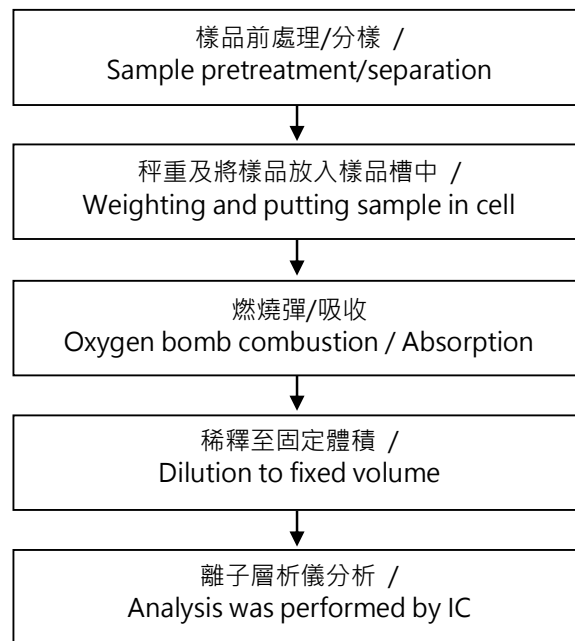 樣品前處理/分樣 /
Sample pretreatment/separation
秤重及將樣品放入樣品槽中 /
Weighting and putting sample in cell
燃燒彈/吸收
Oxygen bomb combustion / Absorption
稀釋至固定體積 /
Dilution to fixed volume
離子層析儀分析 /
Analysis was performed by IC